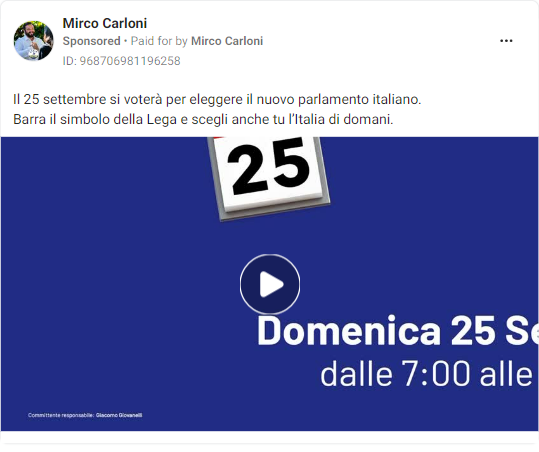 Mirco Carloni
Sponsored • Paid for by Mirco Carloni
ID: 968706981196258
Il 25 settembre si voterà per eleggere il nuovo parlamento italiano.
Barra il simbolo della Lega e scegli anche tu l'Italia di domani.
25
Domenica 25 Se
dalle 7:00 alle
Committente responsabile: Giacomo Giovanelli